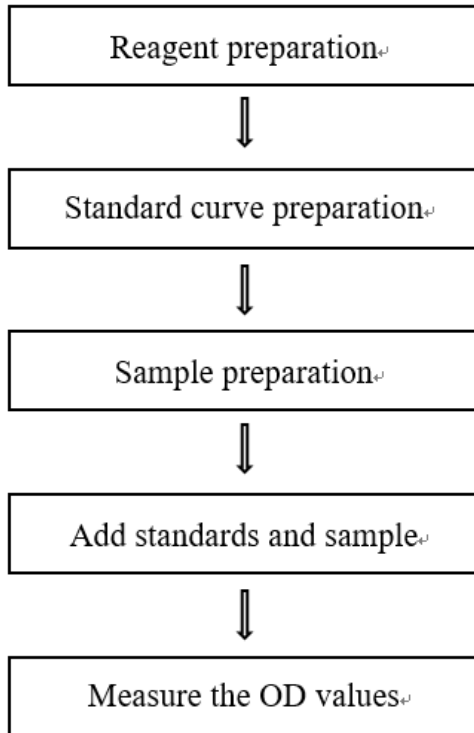 Reagent preparation
Standard curve preparation
Sample preparation
Add standards and sample
Measure the OD values